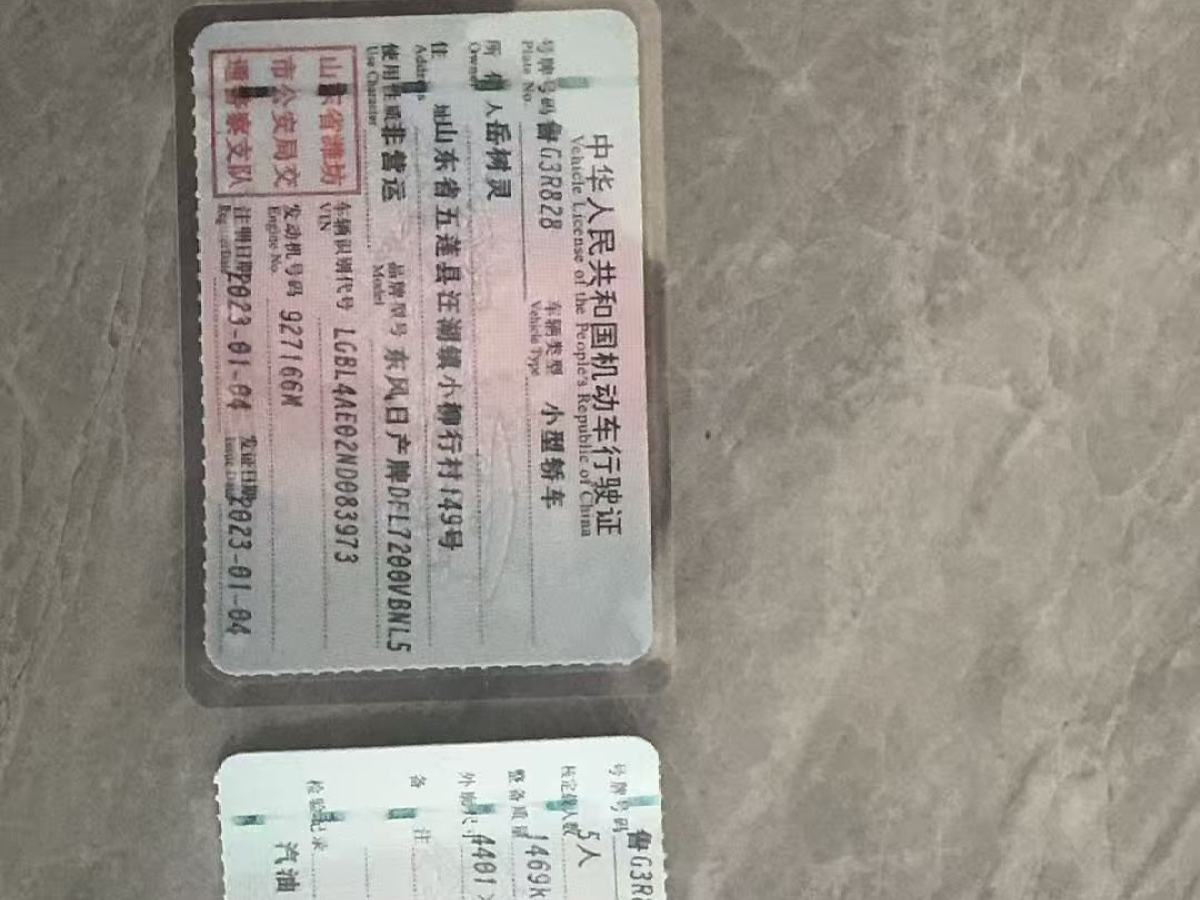 中华人民共和国机动车行驶证
Vehicle License of the People's Republic of China
号牌号码 鲁G3R828 车辆类型 小型轿车
Plate No. Vehicle Type
所有人 岳树灵
Owner
住址 山东省五莲县汪湖镇小柳行村149号
Address
使用性质 非营运 品牌型号 东风日产牌DFL7200VBNL5
Use Character Model
山东省潍坊
市公安局交
通警察支队
车辆识别代号 LGBL4AE02ND083973
VIN
发动机号码 927166M
Engine No.
注册日期 2023-01-04 发证日期 2023-01-04
Issue Date
号牌号码 鲁G3R8
核定载人数 5人
整备质量 1469k
外廓尺寸 4401×
备注
检验记录
汽油